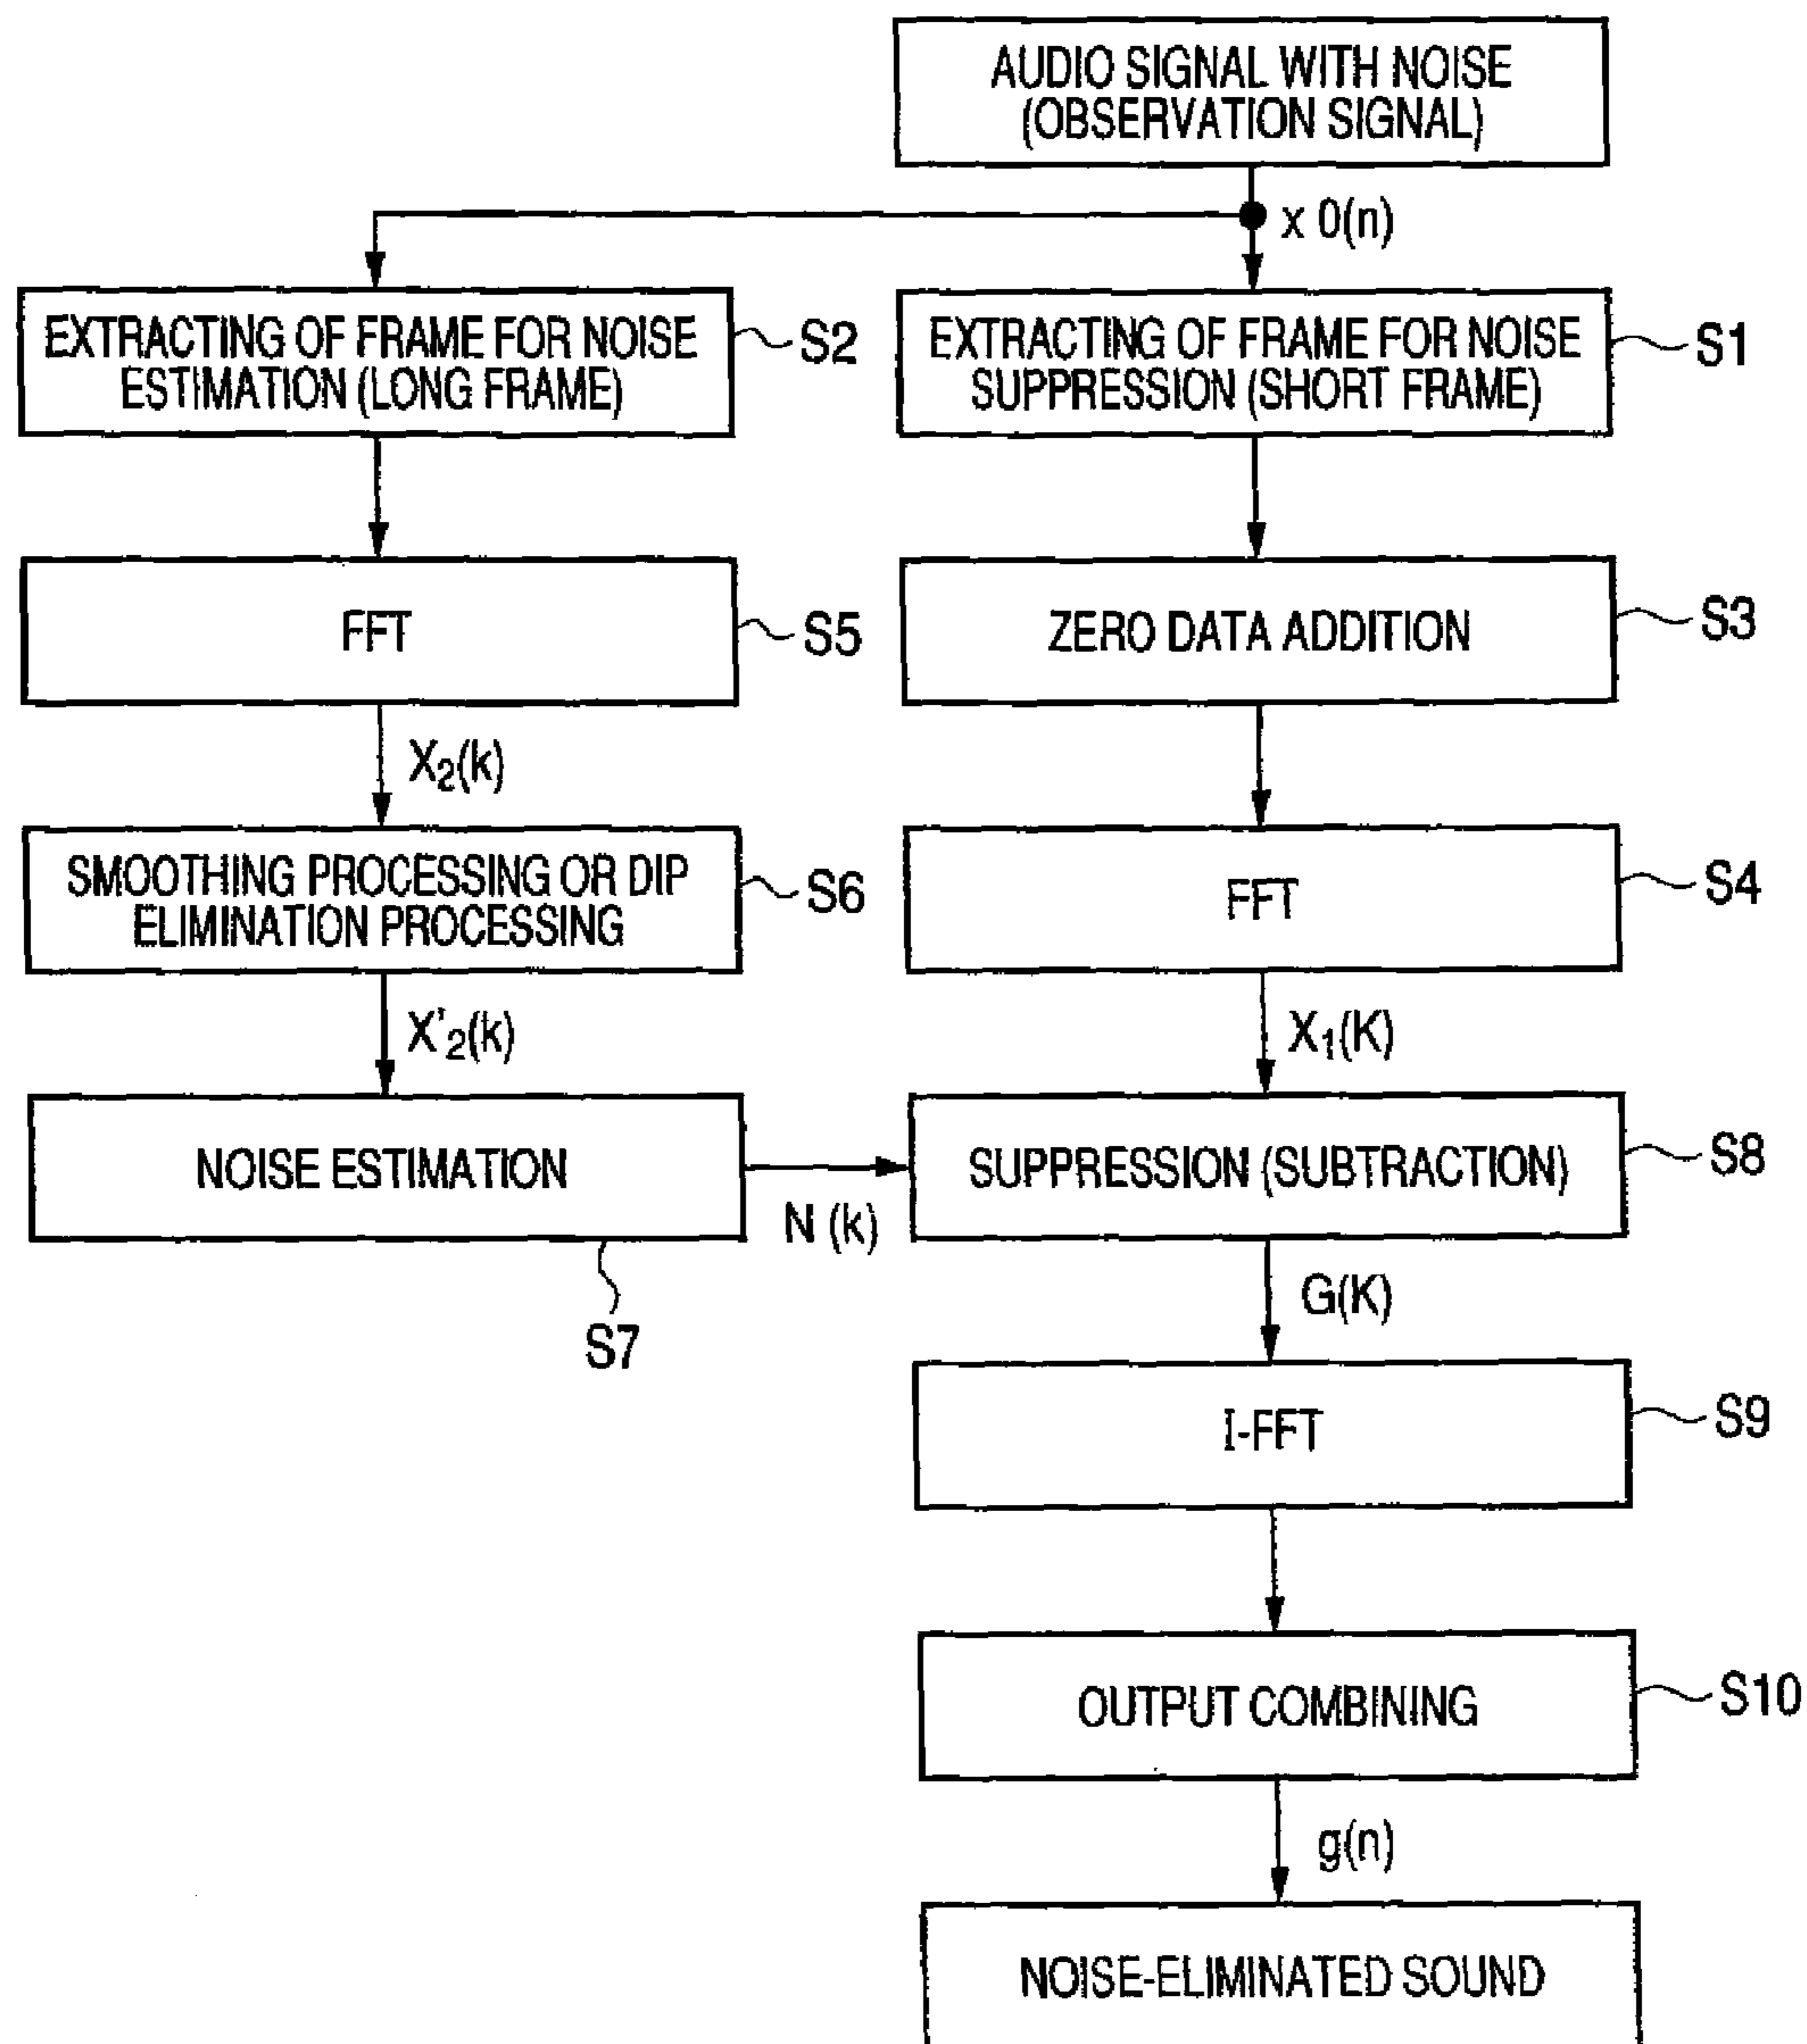 AUDIO SIGNAL WITH NOISE
(OBSERVATION SIGNAL)
x 0(n)
EXTRACTING OF FRAME FOR NOISE
ESTIMATION (LONG FRAME)
S2
EXTRACTING OF FRAME FOR NOISE
SUPPRESSION (SHORT FRAME)
S1
FFT
S5
ZERO DATA ADDITION
S3
X₂(k)
SMOOTHING PROCESSING OR DIP
ELIMINATION PROCESSING
S6
FFT
S4
X'₂(k)
X₁(K)
NOISE ESTIMATION
S7
N (k)
SUPPRESSION (SUBTRACTION)
S8
G(K)
I-FFT
S9
OUTPUT COMBINING
S10
g(n)
NOISE-ELIMINATED SOUND